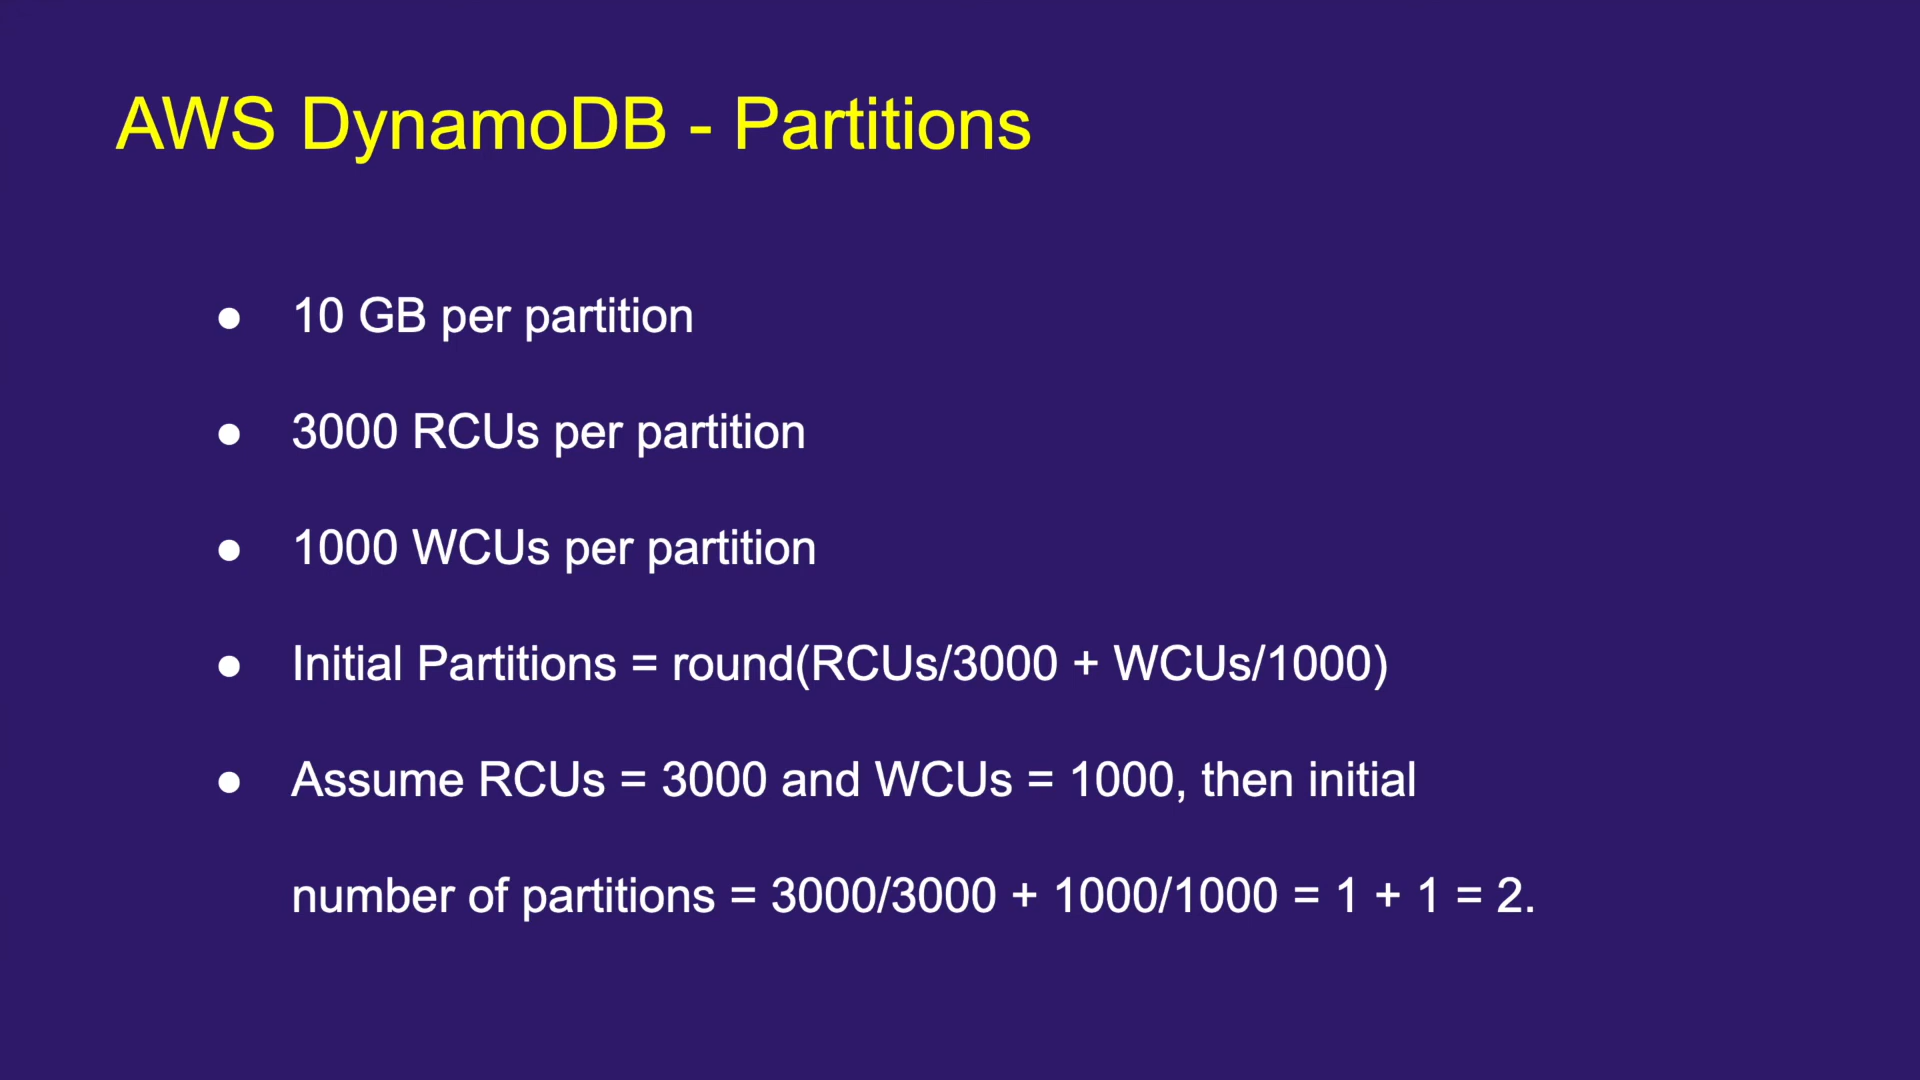 AWS DynamoDB - Partitions
● 10 GB per partition
● 3000 RCUs per partition
● 1000 WCUs per partition
● Initial Partitions = round(RCUs/3000 + WCUs/1000)
● Assume RCUs = 3000 and WCUs = 1000, then initial
number of partitions = 3000/3000 + 1000/1000 = 1 + 1 = 2.